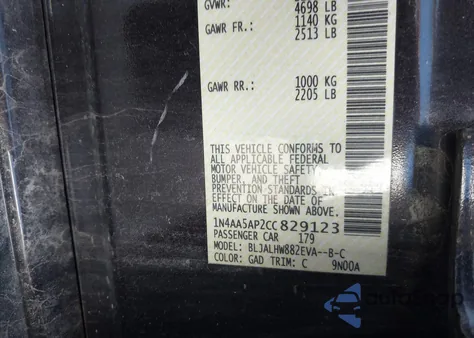 GVWR: 4698 LB
GAWR FR.: 1140 KG
2513 LB
GAWR RR.: 1000 KG
2205 LB
THIS VEHICLE CONFORMS TO
ALL APPLICABLE FEDERAL
MOTOR VEHICLE SAFETY,
BUMPER, AND THEFT
PREVENTION STANDARDS IN
EFFECT ON THE DATE OF
MANUFACTURE SHOWN ABOVE.
1N4AA5AP2CC829123
PASSENGER CAR 179
MODEL: BLJALHW882EVA--B-C
COLOR: GAD TRIM: C 9N00A